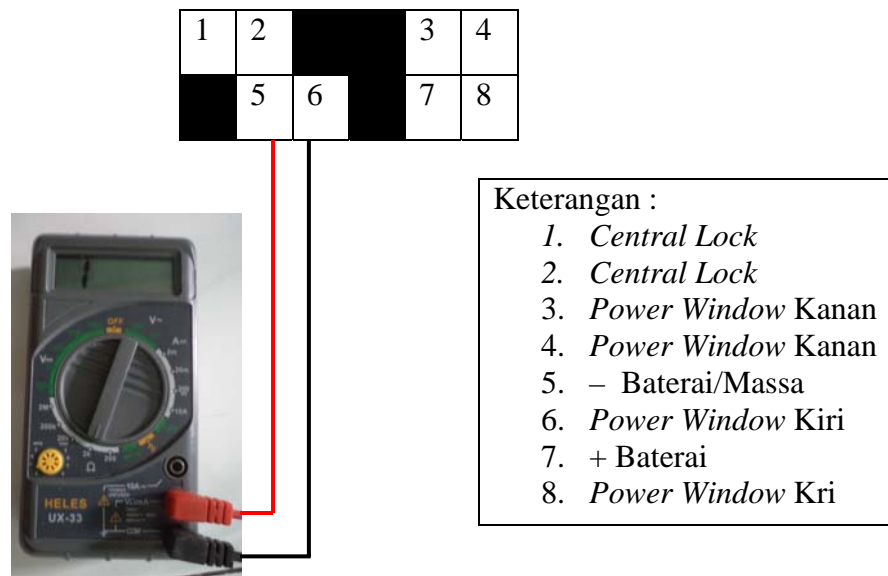 1 2 3 4
5 6 7 8
Keterangan :
1. Central Lock
2. Central Lock
3. Power Window Kanan
4. Power Window Kanan
5. – Baterai/Massa
6. Power Window Kiri
7. + Baterai
8. Power Window Kri
OFF
HELES
UX-33
10A
COM